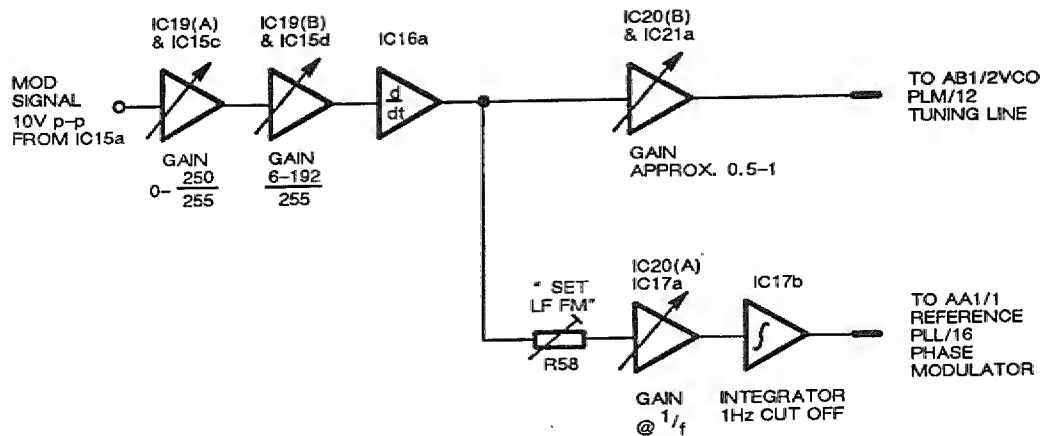 IC19(A)
& IC15c
IC19(B)
& IC15d
IC16a
IC20(B)
& IC21a
MOD
SIGNAL
10V p-p
FROM IC15a
d
dt
TO AB1/2VCO
PLM/12
TUNING LINE
GAIN
0- 250
255
GAIN
6-192
255
GAIN
APPROX. 0.5-1
" SET
LF FM"
R58
IC20(A)
IC17a
IC17b
∫
TO AA1/1
REFERENCE
PLL/16
PHASE
MODULATOR
GAIN
@ 1/f
INTEGRATOR
1Hz CUT OFF